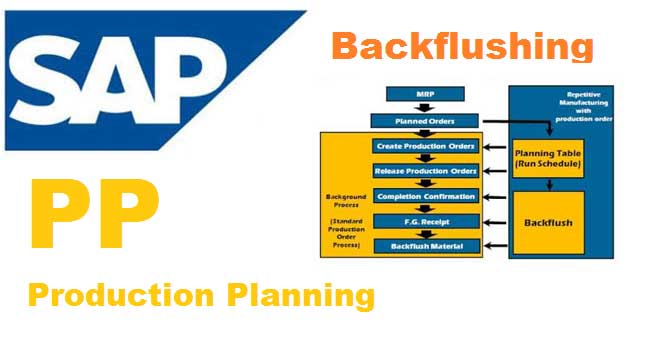 SAP
Backflushing
PP
Production Planning
MRP
Planned Orders
Create Production Orders
Release Production Orders
Completion Confirmation
F.G. Receipt
Backflush Material
Background
Process
(Standard
Production
Order
Process)
Repetitive
Manufacturing
with
production order
Planning Table
(Run Schedule)
Backflush